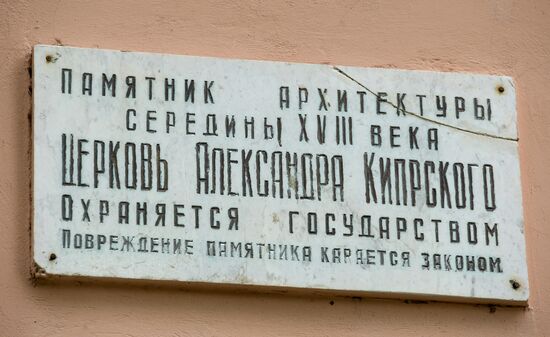 ПАМЯТНИК АРХИТЕКТУРЫ
СЕРЕДИНЫ XVIII ВЕКА
ЦЕРКОВЬ АЛЕКСАНДРА КИПРСКОГО
ОХРАНЯЕТСЯ ГОСУДАРСТВОМ
ПОВРЕЖДЕНИЕ ПАМЯТНИКА КАРАЕТСЯ ЗАКОНОМ